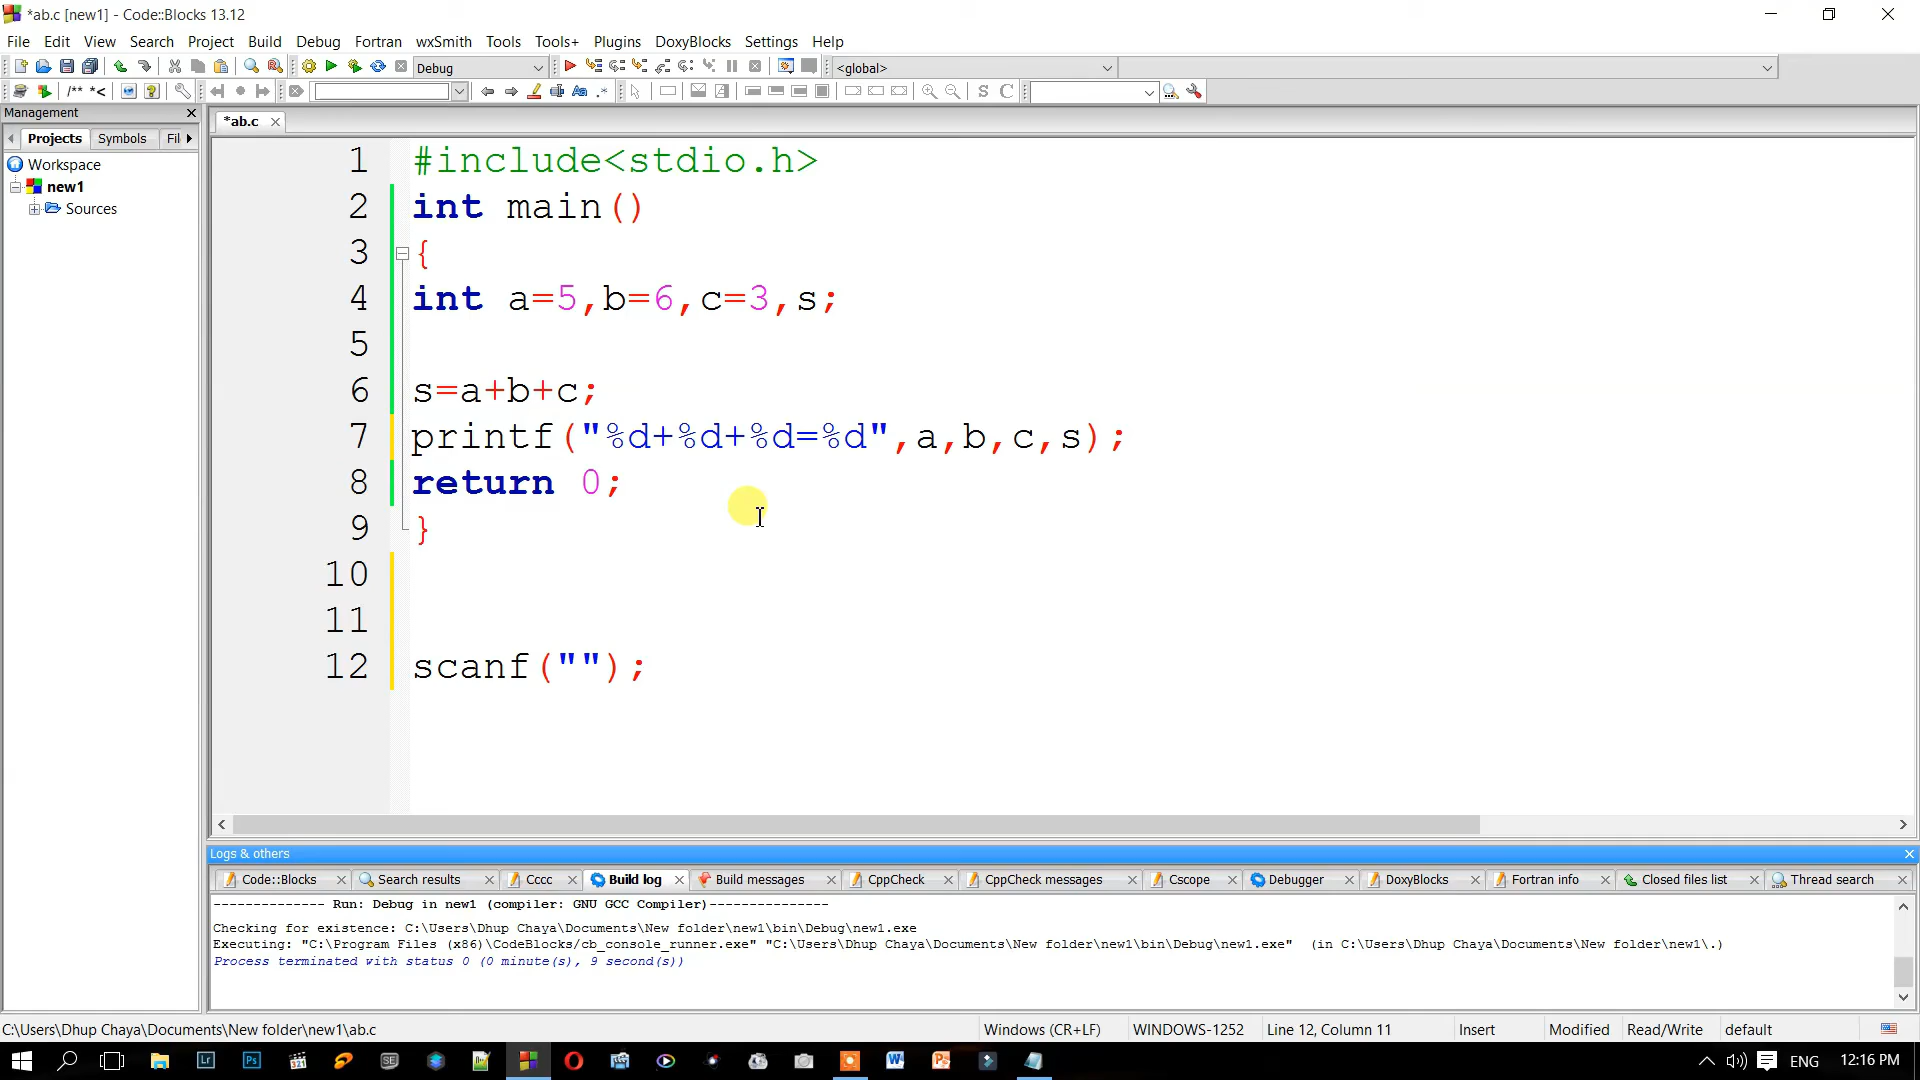 *ab.c [new1] - Code::Blocks 13.12
File Edit View Search Project Build Debug Fortran wxSmith Tools Tools+ Plugins DoxyBlocks Settings Help
Debug <global>
/** *< Aa .* S C
Management
*ab.c
Projects Symbols Fil
Workspace
new1
Sources
1 #include<stdio.h>
2 int main()
3 {
4 int a=5,b=6,c=3,s;
5
6 s=a+b+c;
7 printf("%d+%d+%d=%d",a,b,c,s);
8 return 0;
9 }
10
11
12 scanf("");
Logs & others
Code::Blocks Search results Cccc Build log Build messages CppCheck CppCheck messages Cscope Debugger DoxyBlocks Fortran info Closed files list Thread search
-------------- Run: Debug in new1 (compiler: GNU GCC Compiler)---------------
Checking for existence: C:\Users\Dhup Chaya\Documents\New folder\new1\bin\Debug\new1.exe
Executing: "C:\Program Files (x86)\CodeBlocks/cb_console_runner.exe" "C:\Users\Dhup Chaya\Documents\New folder\new1\bin\Debug\new1.exe"  (in C:\Users\Dhup Chaya\Documents\New folder\new1\.)
Process terminated with status 0 (0 minute(s), 9 second(s))
C:\Users\Dhup Chaya\Documents\New folder\new1\ab.c Windows (CR+LF) WINDOWS-1252 Line 12, Column 11 Insert Modified Read/Write default
Lr Ps 321 SE W P ENG 12:16 PM